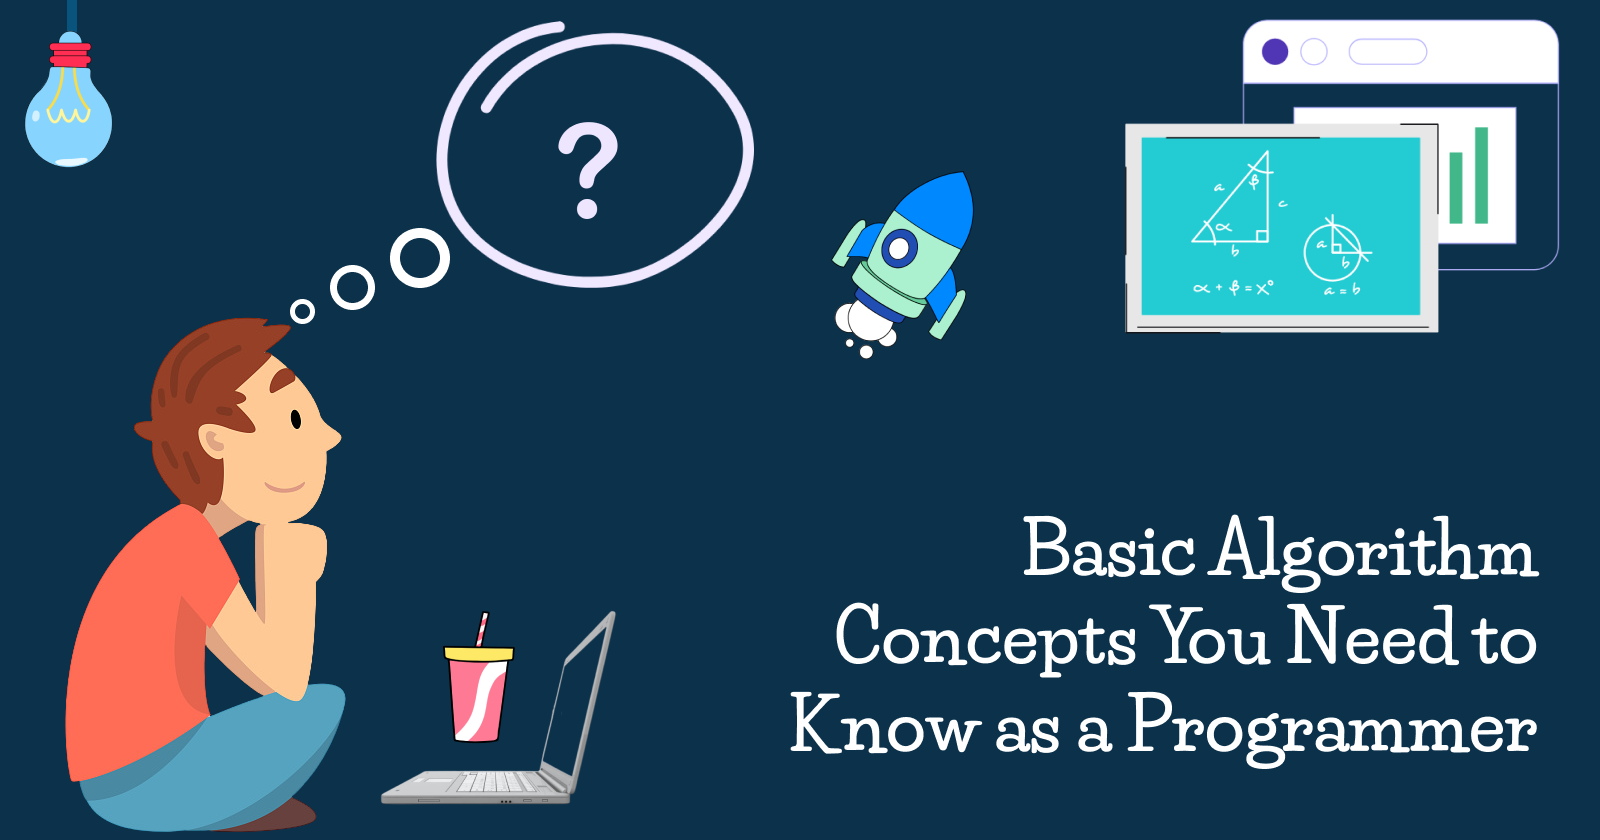 ?
a
β
c
α
b
α + β = x°
a
b
a = b
Basic Algorithm
Concepts You Need to
Know as a Programmer